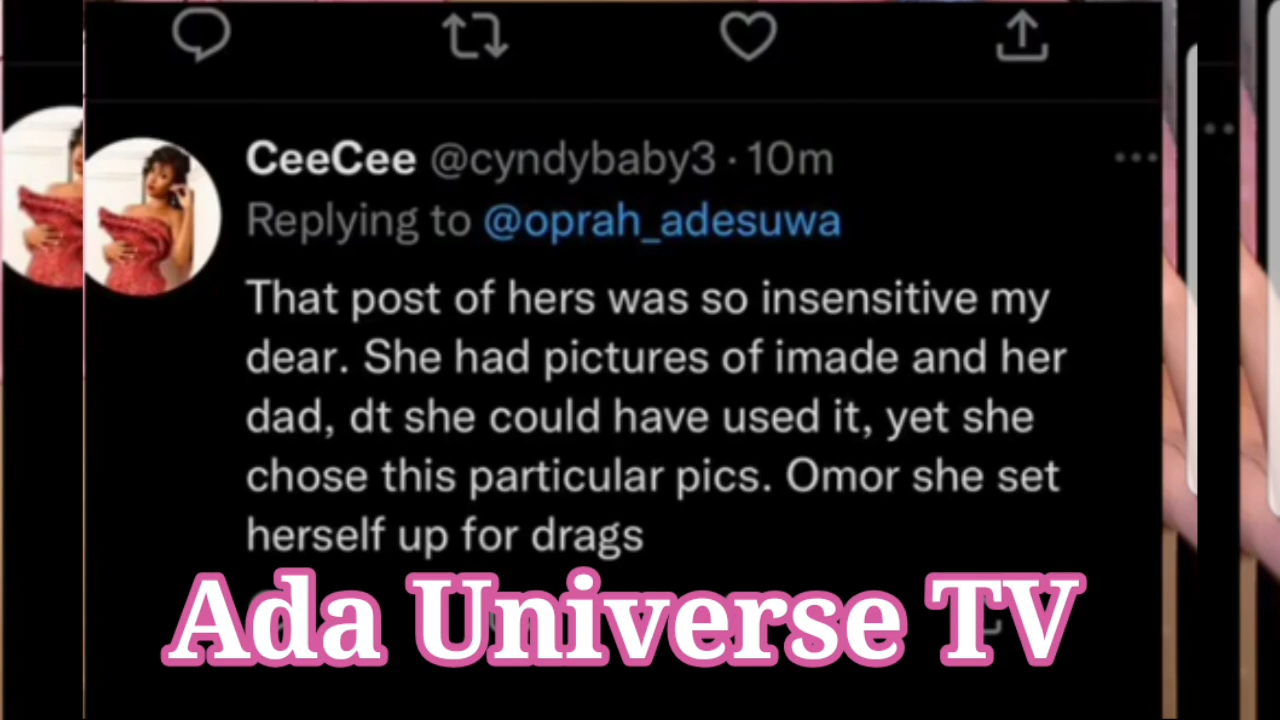 CeeCee @cyndybaby3 · 10m
Replying to @oprah_adesuwa
That post of hers was so insensitive my
dear. She had pictures of imade and her
dad, dt she could have used it, yet she
chose this particular pics. Omor she set
herself up for drags
Ada Universe TV